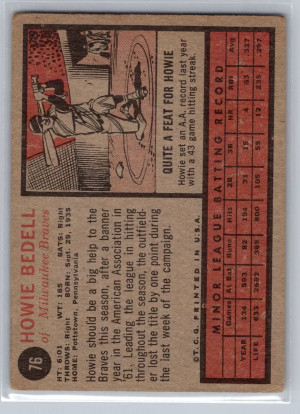 76
HOWIE BEDELL
of Milwaukee Braves
HT: 6:01 WT: 185 BATS: Right
THROWS: Right BORN: Sept. 29, 1935
HOME: Pottstown, Pennsylvania
Howie should be a big help to the
Braves this season, after a banner
year in the American Association in
'61. Leading the league in hitting
throughout the season, the outfield-
er lost the title by one point during
the last week of the campaign.
QUITE A FEAT FOR HOWIE
Howie set an A.A. record last year
with a 43 game hitting streak.
©T.C.G. PRINTED IN U.S.A.
MINOR LEAGUE BATTING RECORD
Games At Bat Runs Hits 2B 3B HR RBI Avg.
YEAR
LIFE